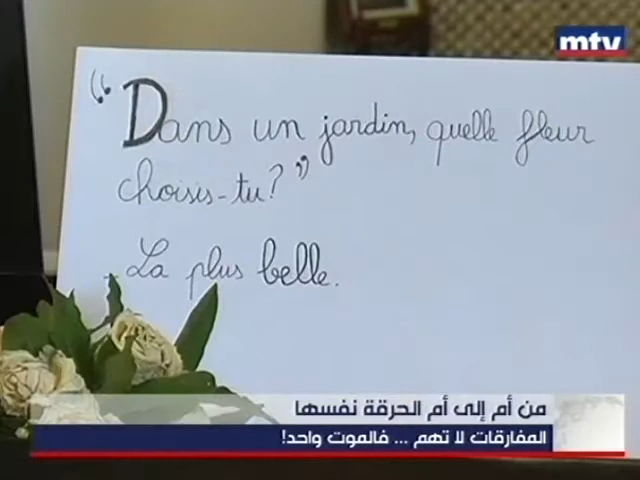 mtv
“Dans un jardin, quelle fleur
choisis-tu?”
- La plus belle.
من أم إلى أم الحرقة نفسها
المفارقات لا تهم ... فالموت واحد!